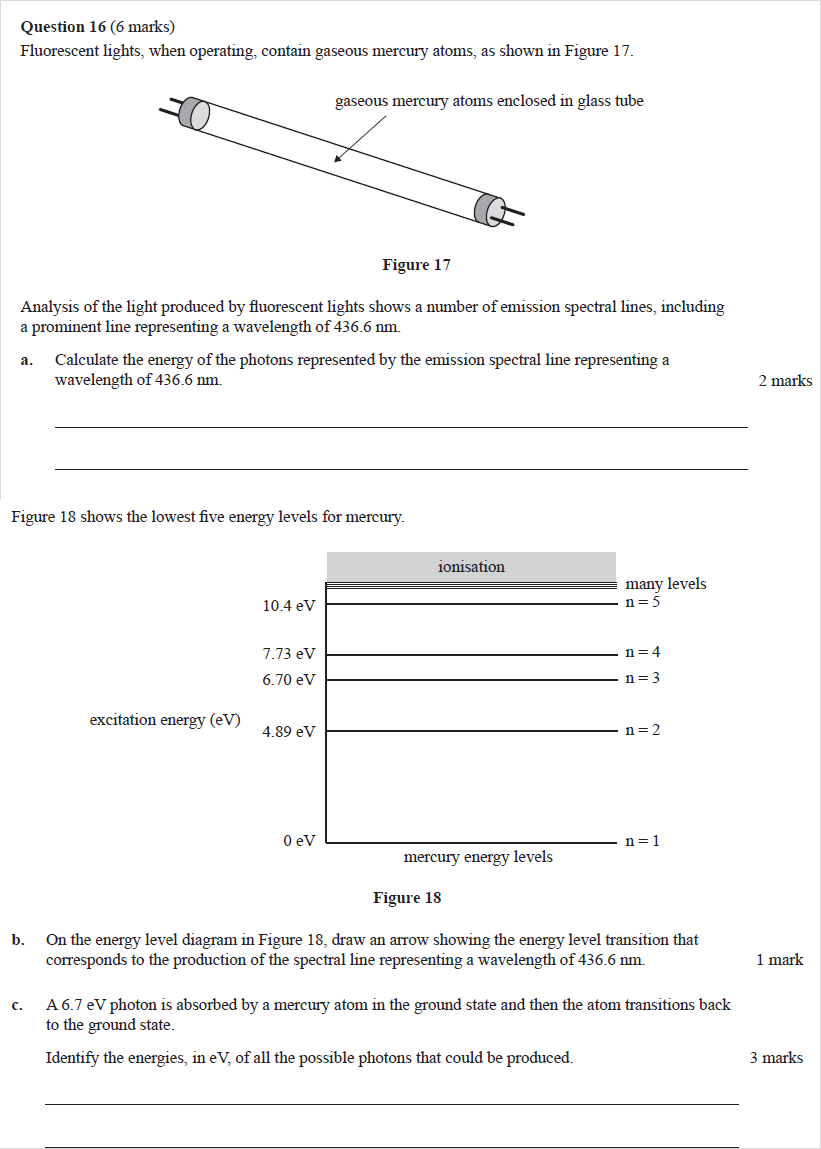 Question 16 (6 marks)
Fluorescent lights, when operating, contain gaseous mercury atoms, as shown in Figure 17.
gaseous mercury atoms enclosed in glass tube
Figure 17
Analysis of the light produced by fluorescent lights shows a number of emission spectral lines, including
a prominent line representing a wavelength of 436.6 nm.
a. Calculate the energy of the photons represented by the emission spectral line representing a
wavelength of 436.6 nm.
2 marks
Figure 18 shows the lowest five energy levels for mercury.
ionisation
many levels
10.4 eV
n = 5
7.73 eV
n = 4
6.70 eV
n = 3
excitation energy (eV)
4.89 eV
n = 2
0 eV
n = 1
mercury energy levels
Figure 18
b. On the energy level diagram in Figure 18, draw an arrow showing the energy level transition that
corresponds to the production of the spectral line representing a wavelength of 436.6 nm.
1 mark
c. A 6.7 eV photon is absorbed by a mercury atom in the ground state and then the atom transitions back
to the ground state.
Identify the energies, in eV, of all the possible photons that could be produced.
3 marks